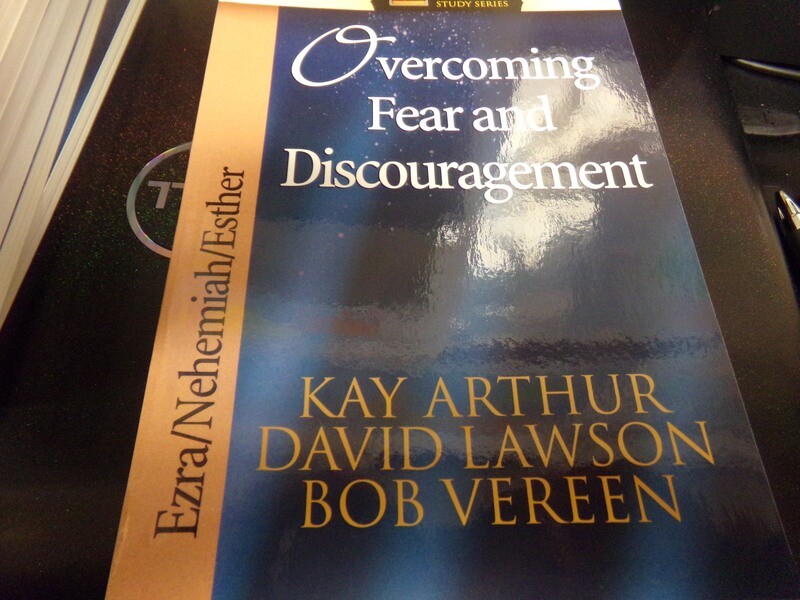 STUDY SERIES
Overcoming
Fear and
Discouragement
Ezra/Nehemiah/Esther
KAY ARTHUR
DAVID LAWSON
BOB VEREEN